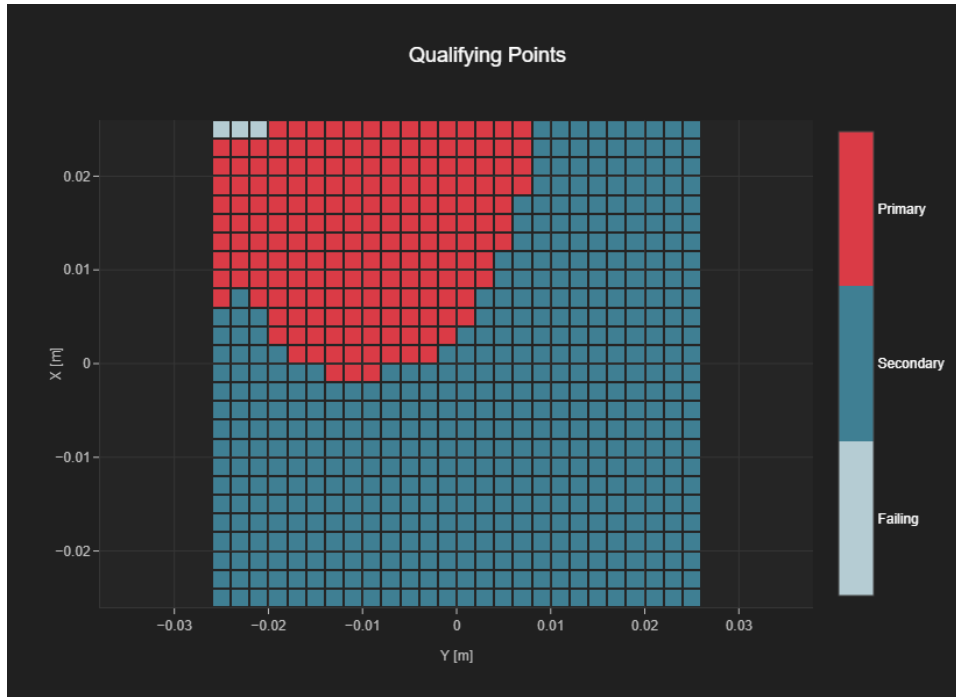 Qualifying Points
0.02
0.01
0
−0.01
−0.02
X [m]
−0.03
−0.02
−0.01
0
0.01
0.02
0.03
Y [m]
Primary
Secondary
Failing